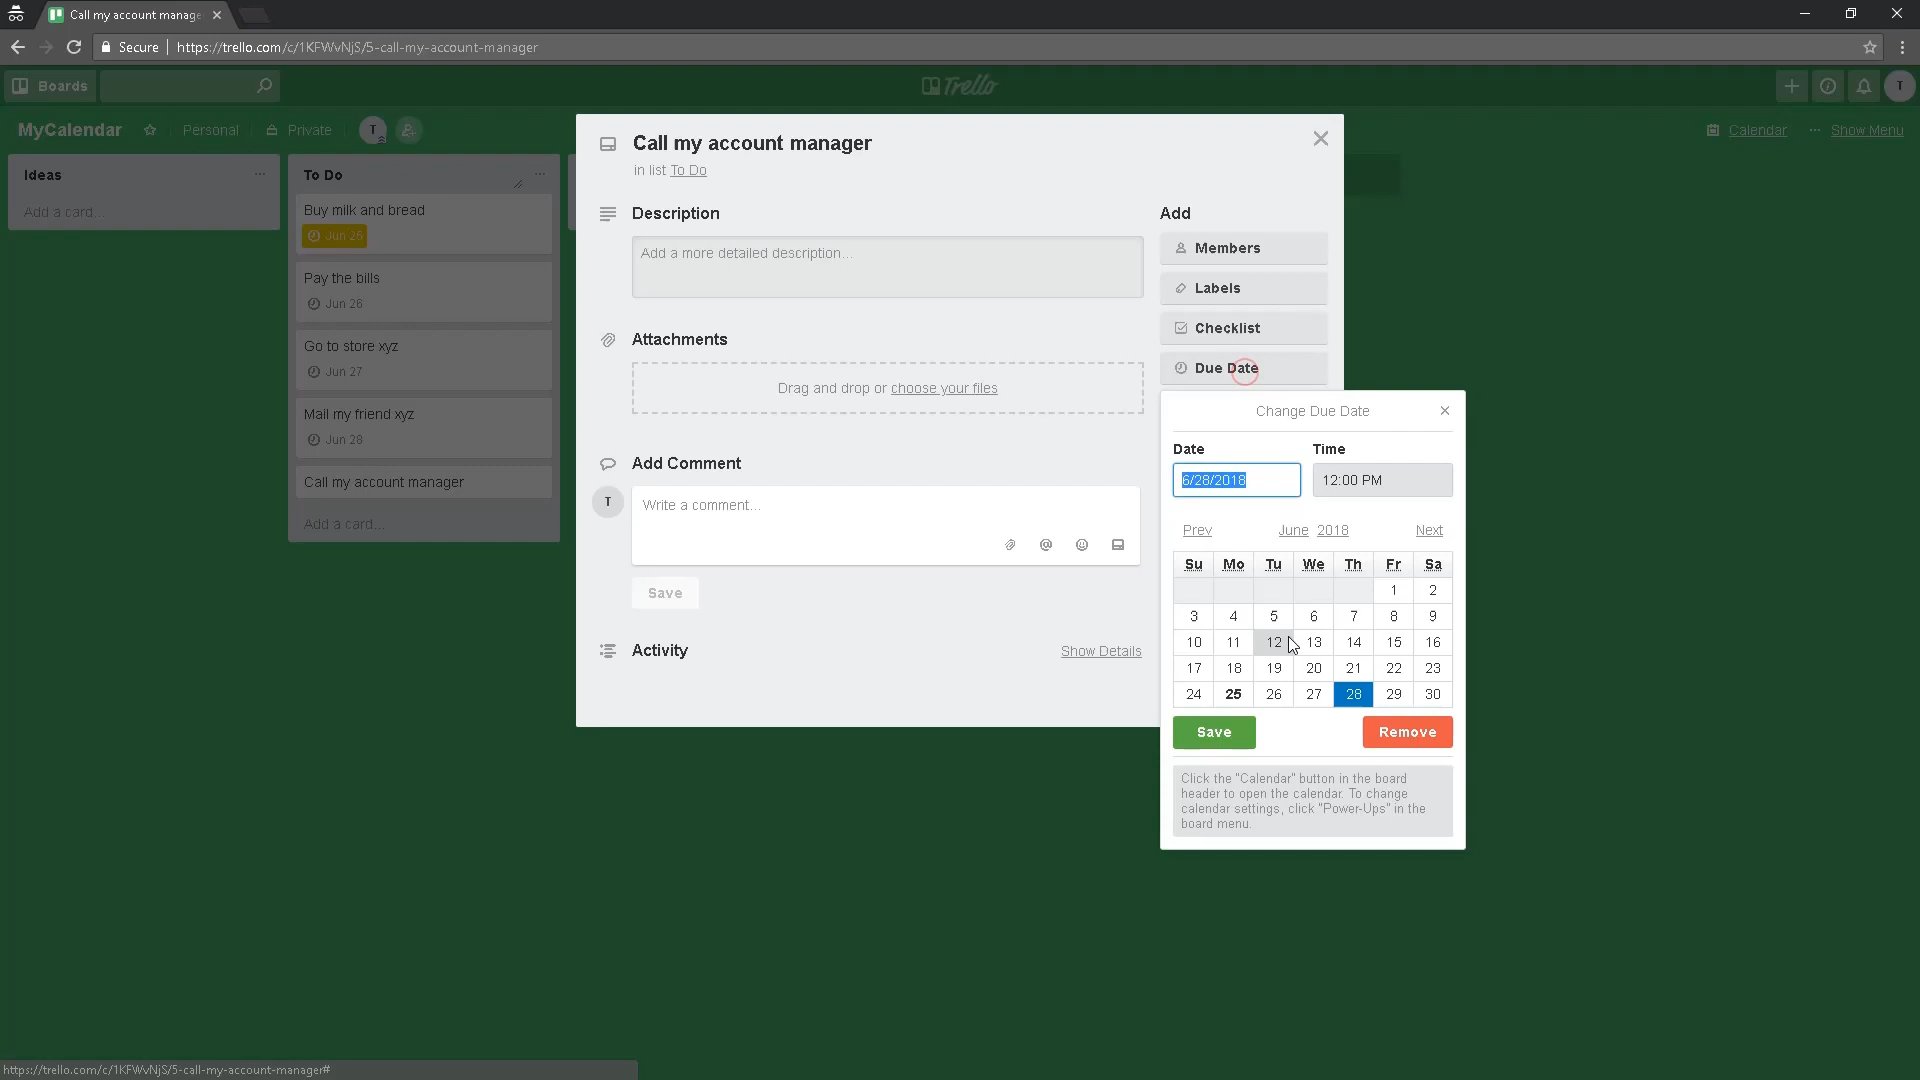 Call my account manage
Secure
https://trello.com/c/1KFWvNjS/5-call-my-account-manager
Boards
Trello
T
MyCalendar
Personal
Private
T
Calendar
Show Menu
Ideas
Add a card...
To Do
Buy milk and bread
Jun 26
Pay the bills
Jun 26
Go to store xyz
Jun 27
Mail my friend xyz
Jun 28
Call my account manager
Add a card...
Call my account manager
in list To Do
Description
Add a more detailed description...
Attachments
Drag and drop or choose your files
Add Comment
T
Write a comment...
Save
Activity
Show Details
Add
Members
Labels
Checklist
Due Date
Change Due Date
Date
Time
6/28/2018
12:00 PM
Prev
June 2018
Next
Su Mo Tu We Th Fr Sa
1 2
3 4 5 6 7 8 9
10 11 12 13 14 15 16
17 18 19 20 21 22 23
24 25 26 27 28 29 30
Save
Remove
Click the "Calendar" button in the board
header to open the calendar. To change
calendar settings, click "Power-Ups" in the
board menu.
https://trello.com/c/1KFWvNjS/5-call-my-account-manager#